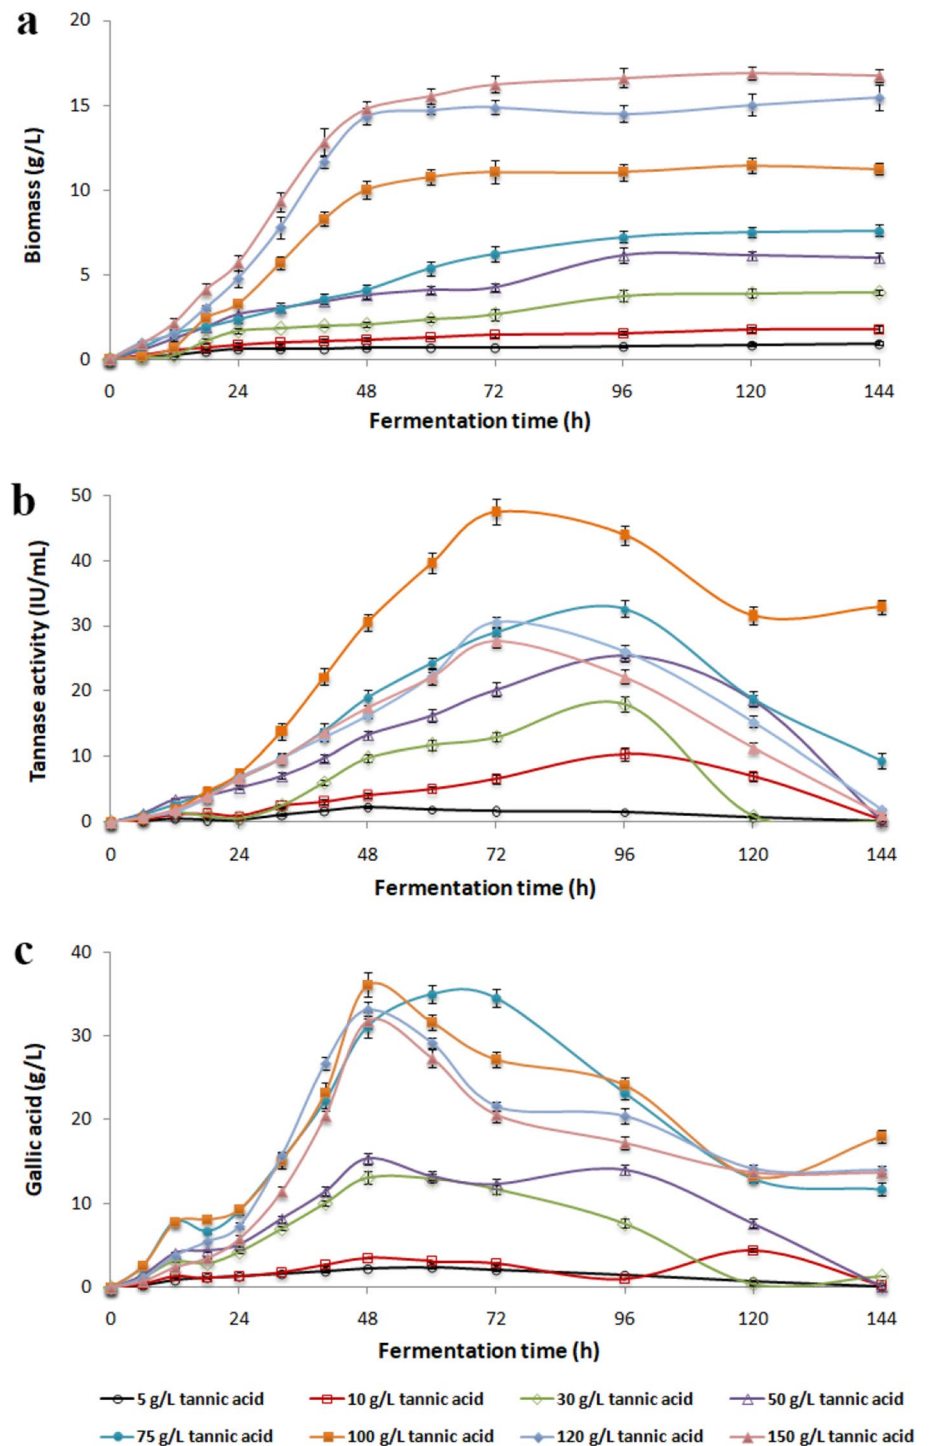 a
20
15
10
5
0
Biomass (g/L)
0 24 48 72 96 120 144
Fermentation time (h)
b
50
40
30
20
10
0
Tannase activity (IU/mL)
0 24 48 72 96 120 144
Fermentation time (h)
c
40
30
20
10
0
Gallic acid (g/L)
0 24 48 72 96 120 144
Fermentation time (h)
5 g/L tannic acid 10 g/L tannic acid 30 g/L tannic acid 50 g/L tannic acid
75 g/L tannic acid 100 g/L tannic acid 120 g/L tannic acid 150 g/L tannic acid